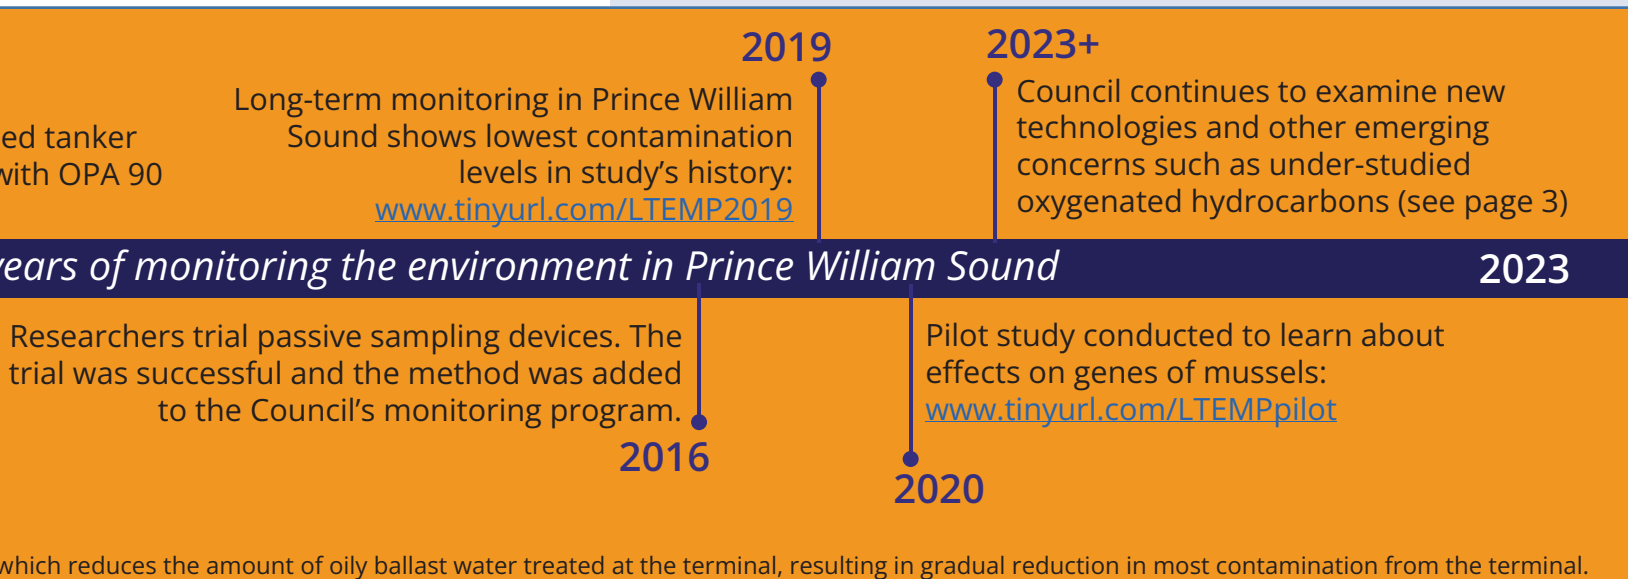 2019
Long-term monitoring in Prince William
Sound shows lowest contamination
levels in study's history:
www.tinyurl.com/LTEMP2019
2023+
Council continues to examine new
technologies and other emerging
concerns such as under-studied
oxygenated hydrocarbons (see page 3)
tanker
with OPA 90
years of monitoring the environment in Prince William Sound
2023
Researchers trial passive sampling devices. The
trial was successful and the method was added
to the Council's monitoring program.
2016
Pilot study conducted to learn about
effects on genes of mussels:
www.tinyurl.com/LTEMPpilot
2020
which reduces the amount of oily ballast water treated at the terminal, resulting in gradual reduction in most contamination from the terminal.